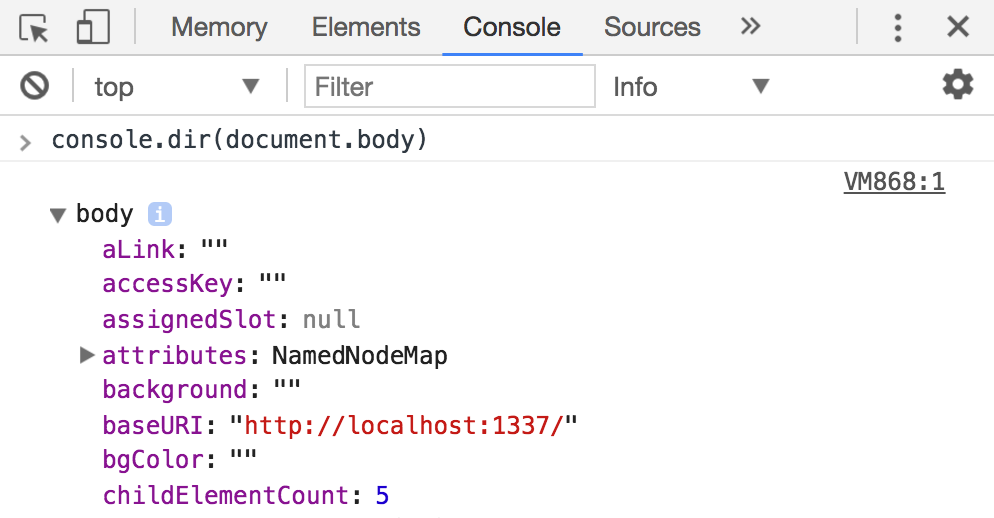 Memory Elements Console Sources »
top Filter Info
console.dir(document.body)
VM868:1
body i
aLink: ""
accessKey: ""
assignedSlot: null
attributes: NamedNodeMap
background: ""
baseURI: "http://localhost:1337/"
bgColor: ""
childElementCount: 5